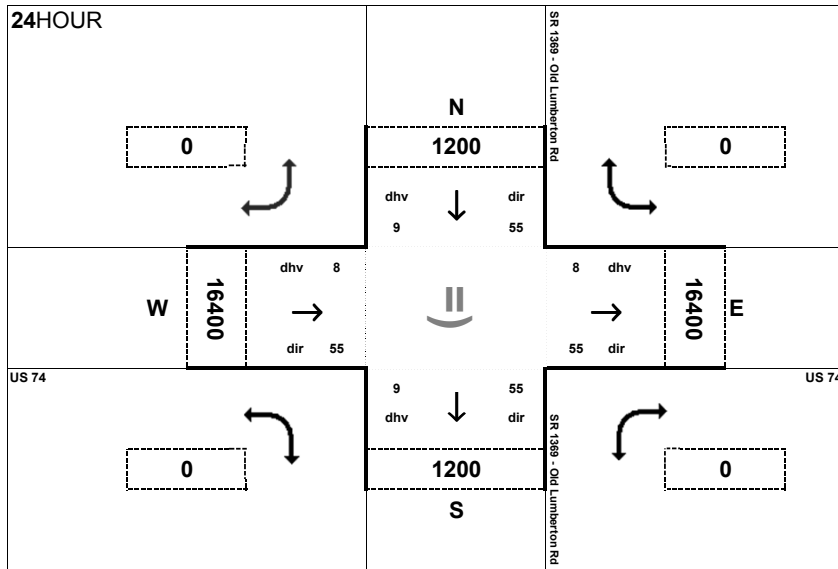 24HOUR
SR 1369 - Old Lumberton Rd
N
0
1200
0
dhv
dir
9
55
W
16400
dhv 8
dir 55
8 dhv
55 dir
16400
E
US 74
US 74
9
55
dhv
dir
SR 1369 - Old Lumberton Rd
0
1200
0
S